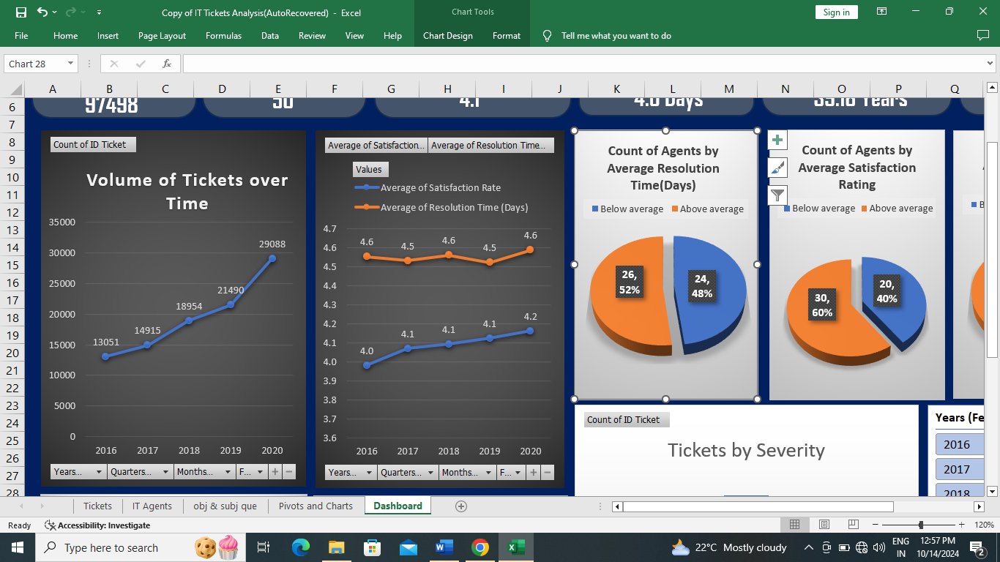 Copy of IT Tickets Analysis(AutoRecovered) - Excel
Chart Tools
Sign in
File Home Insert Page Layout Formulas Data Review View Help Chart Design Format Tell me what you want to do
Chart 28
fx
A B C D E F G H I J K L M N O P Q
6
7
8
9
10
11
12
13
14
15
16
17
18
19
20
21
22
23
24
25
26
27
28
97498
50
4.1
Days
Years
Count of ID Ticket
Volume of Tickets over
Time
35000
30000
25000
20000
15000
10000
5000
0
13051
14915
18954
21490
29088
2016 2017 2018 2019 2020
Years... Quarters... Months... F... + −
Average of Satisfaction... Average of Resolution Time...
Values
Average of Satisfaction Rate
Average of Resolution Time (Days)
4.7
4.6
4.5
4.4
4.3
4.2
4.1
4.0
3.9
3.8
3.7
3.6
4.6 4.5 4.6 4.5 4.6
4.0 4.1 4.1 4.1 4.2
2016 2017 2018 2019 2020
Years... Quarters... Months... F... + −
Count of Agents by
Average Resolution
Time(Days)
Below average Above average
26,
52%
24,
48%
Count of Agents by
Average Satisfaction
Rating
Below average Above average
30,
60%
20,
40%
Count of ID Ticket
Tickets by Severity
Years (Fe
2016
2017
2018
Tickets IT Agents obj & subj que Pivots and Charts Dashboard
Ready Accessibility: Investigate
120%
Type here to search
22°C Mostly cloudy
ENG
IN
12:57 PM
10/14/2024
2